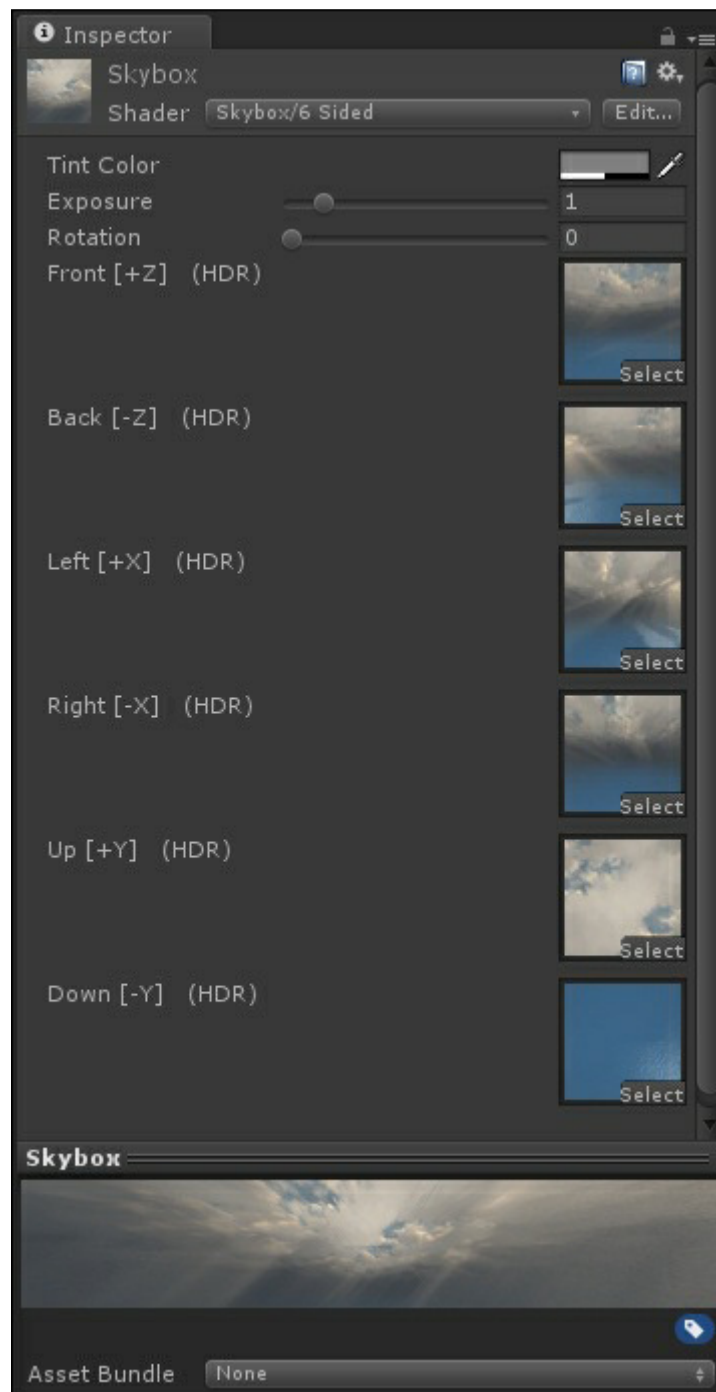 Inspector
Skybox
Shader Skybox/6 Sided Edit...
Tint Color
Exposure 1
Rotation 0
Front [+Z] (HDR)
Select
Back [-Z] (HDR)
Select
Left [+X] (HDR)
Select
Right [-X] (HDR)
Select
Up [+Y] (HDR)
Select
Down [-Y] (HDR)
Select
Skybox
Asset Bundle None